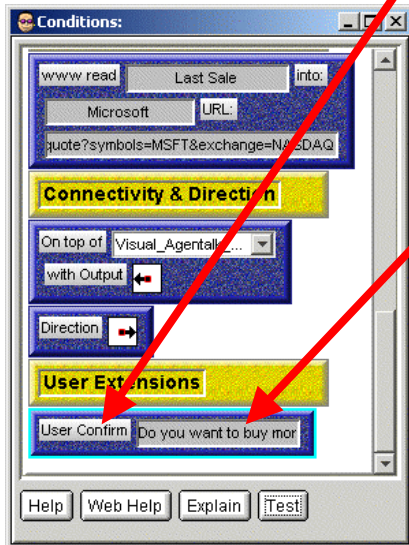 Conditions:
www read Last Sale into:
Microsoft URL:
quote?symbols=MSFT&exchange=NASDAQ
Connectivity & Direction
On top of Visual_Agentalk_...
with Output
Direction
User Extensions
User Confirm Do you want to buy mor
Help Web Help Explain Test